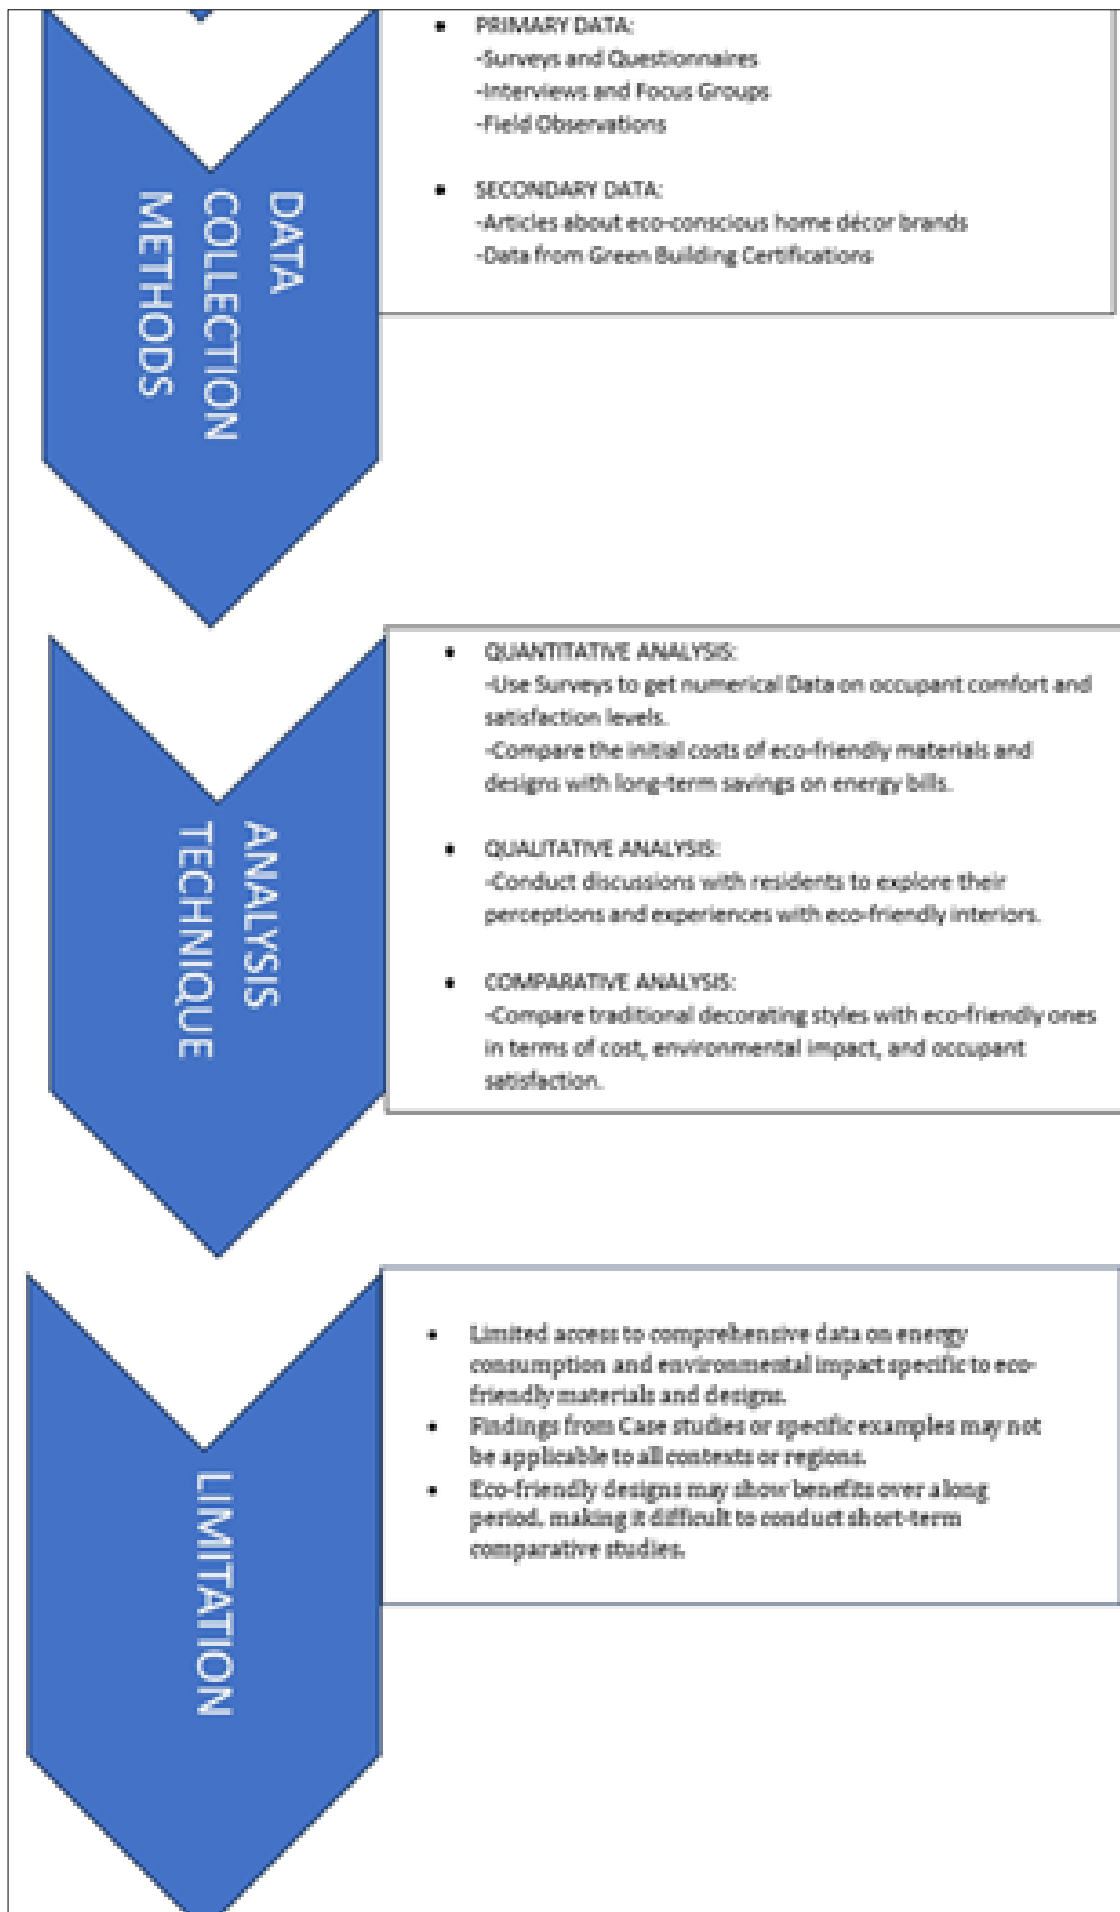 DATA
COLLECTION
METHODS
• PRIMARY DATA:
-Surveys and Questionnaires
-Interviews and Focus Groups
-Field Observations
• SECONDARY DATA:
-Articles about eco-conscious home décor brands
-Data from Green Building Certifications
ANALYSIS
TECHNIQUE
• QUANTITATIVE ANALYSIS:
-Use Surveys to get numerical Data on occupant comfort and
satisfaction levels.
-Compare the initial costs of eco-friendly materials and
designs with long-term savings on energy bills.
• QUALITATIVE ANALYSIS:
-Conduct discussions with residents to explore their
perceptions and experiences with eco-friendly interiors.
• COMPARATIVE ANALYSIS:
-Compare traditional decorating styles with eco-friendly ones
in terms of cost, environmental impact, and occupant
satisfaction.
LIMITATION
• Limited access to comprehensive data on energy
consumption and environmental impact specific to eco-
friendly materials and designs.
• Findings from Case studies or specific examples may not
be applicable to all contexts or regions.
• Eco-friendly designs may show benefits over a long
period, making it difficult to conduct short-term
comparative studies.